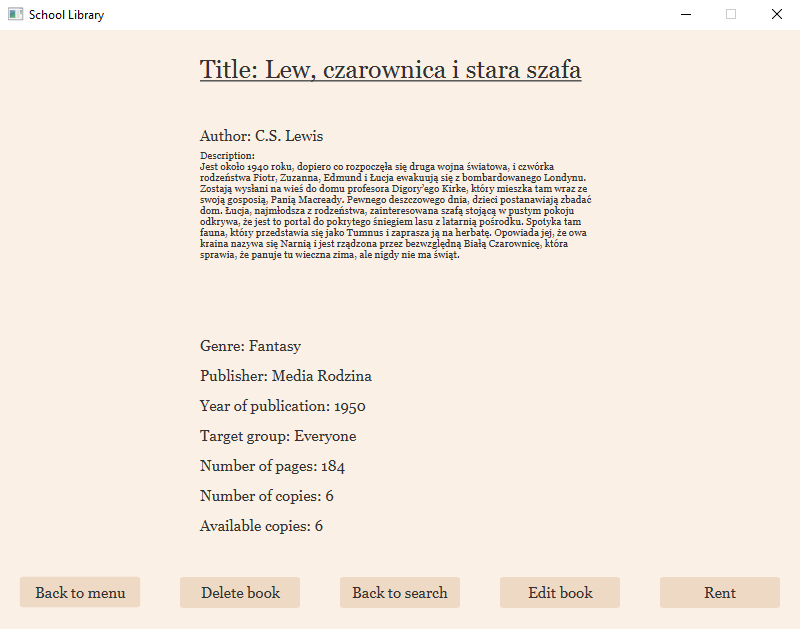 School Library
Title: Lew, czarownica i stara szafa
Author: C.S. Lewis
Description:
Jest około 1940 roku, dopiero co rozpoczęła się druga wojna światowa, i czwórka
rodzeństwa Piotr, Zuzanna, Edmund i Łucja ewakuują się z bombardowanego Londynu.
Zostają wysłani na wieś do domu profesora Digory'ego Kirke, który mieszka tam wraz ze
swoją gosposią, Panią Macready. Pewnego deszczowego dnia, dzieci postanawiają zbadać
dom. Łucja, najmłodsza z rodzeństwa, zainteresowana szafą stojącą w pustym pokoju
odkrywa, że jest to portal do pokrytego śniegiem lasu z latarnią pośrodku. Spotyka tam
fauna, który przedstawia się jako Tumnus i zaprasza ją na herbatę. Opowiada jej, że owa
kraina nazywa się Narnią i jest rządzona przez bezwzględną Białą Czarownicę, która
sprawia, że panuje tu wieczna zima, ale nigdy nie ma świąt.
Genre: Fantasy
Publisher: Media Rodzina
Year of publication: 1950
Target group: Everyone
Number of pages: 184
Number of copies: 6
Available copies: 6
Back to menu
Delete book
Back to search
Edit book
Rent